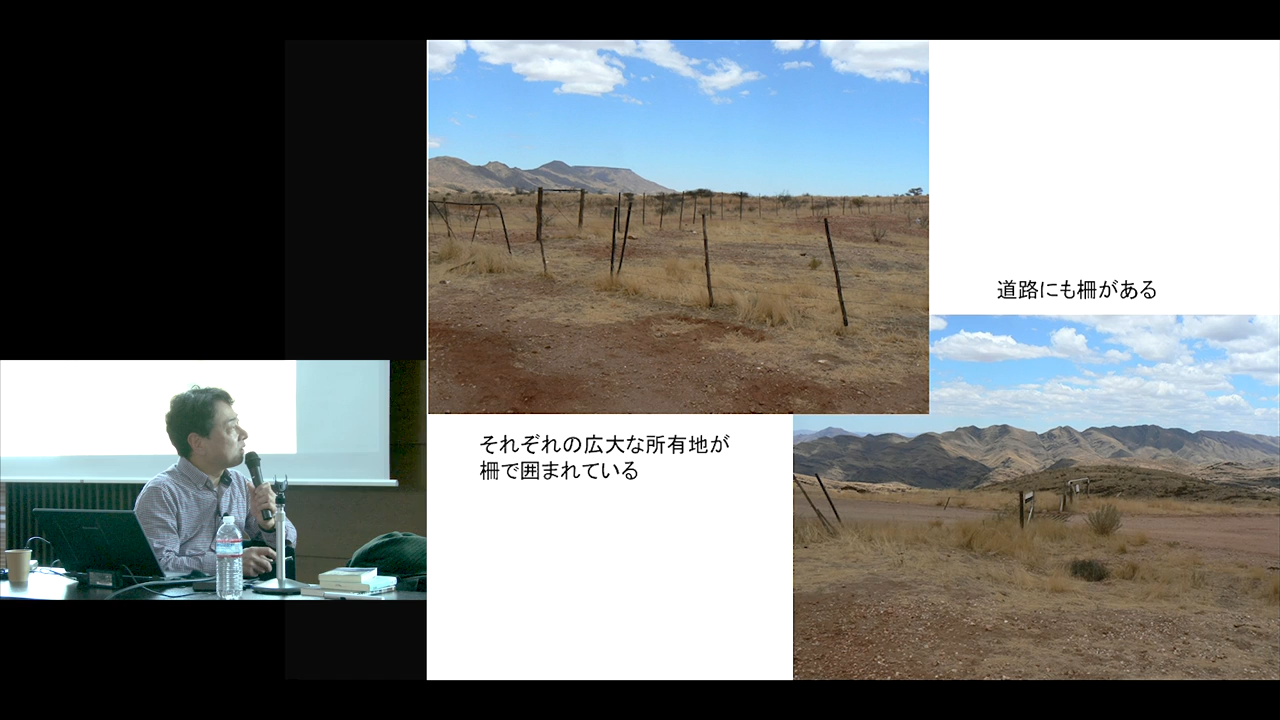 道路にも柵がある
それぞれの広大な所有地が
柵で囲まれている